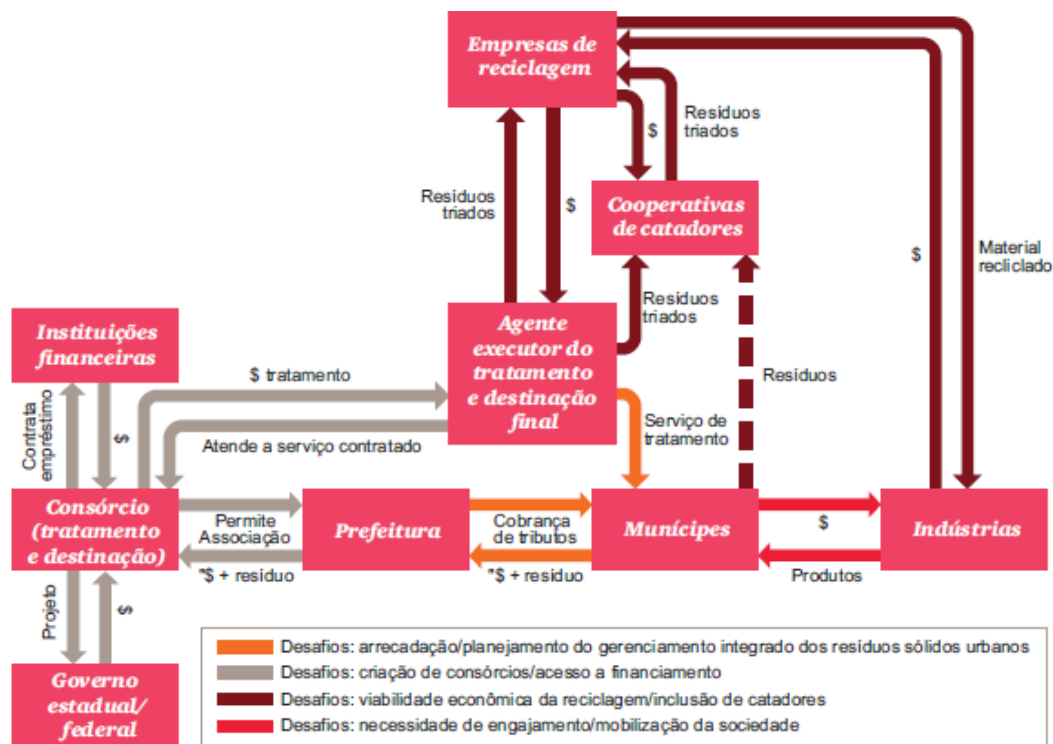 Empresas de
reciclagem
Resíduos
triados
$
Resíduos
triados
$
Cooperativas
de catadores
$
Material
recliclado
Resíduos
triados
Instituições
financeiras
Agente
executor do
tratamento
e destinação
final
$ tratamento
Resíduos
Contrata
empréstimo
$
Serviço de
tratamento
Atende a serviço contratado
Consórcio
(tratamento
e destinação)
Permite
Associação
"$ + resíduo
Prefeitura
Cobrança
de tributos
"$ + resíduo
Munícipes
$
Produtos
Indústrias
Projeto
$
Governo
estadual/
federal
Desafios: arrecadação/planejamento do gerenciamento integrado dos resíduos sólidos urbanos
Desafios: criação de consórcios/acesso a financiamento
Desafios: viabilidade econômica da reciclagem/inclusão de catadores
Desafios: necessidade de engajamento/mobilização da sociedade